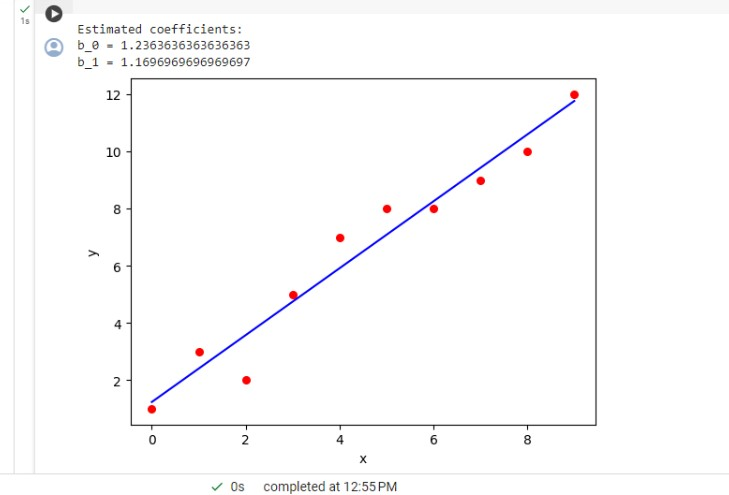 1s
Estimated coefficients:
b_0 = 1.2363636363636363
b_1 = 1.1696969696969697
12
10
8
6
4
2
y
0 2 4 6 8
x
0s completed at 12:55 PM